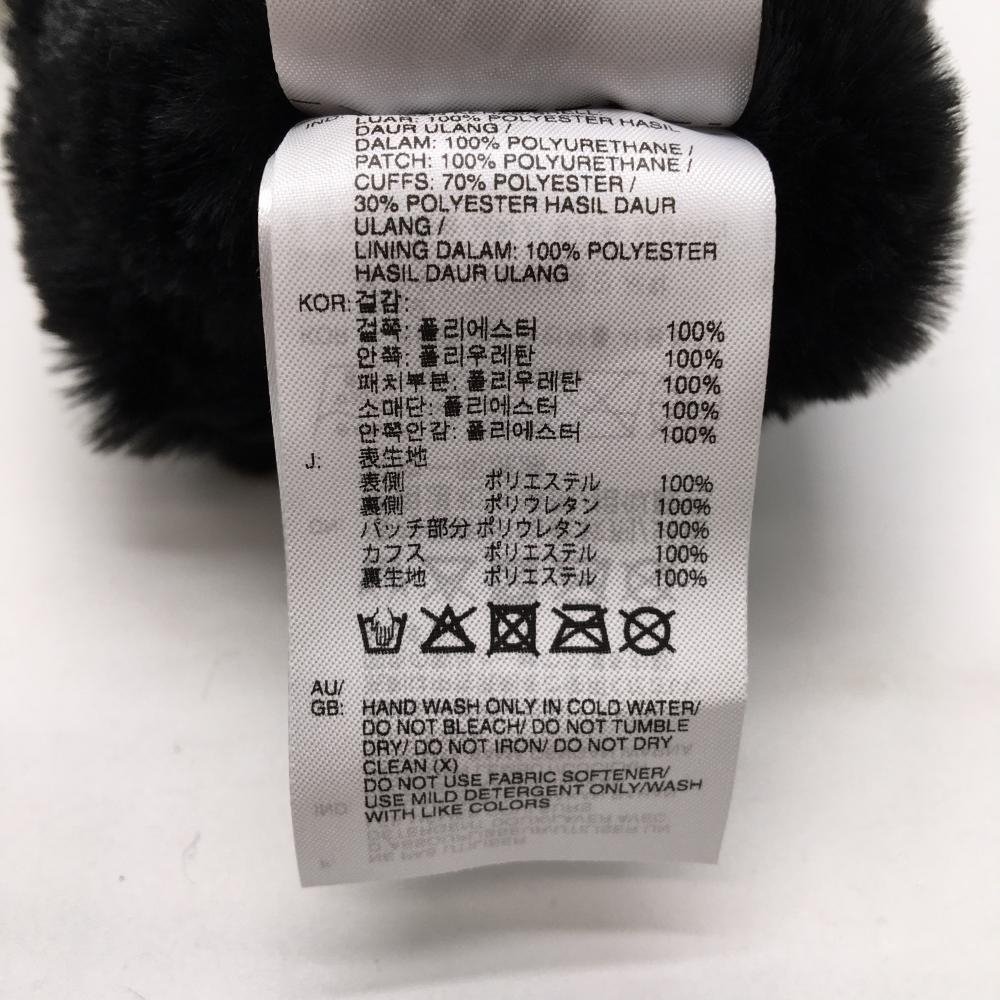 IND
LUAR: 100% POLYESTER HASIL
DAUR ULANG /
DALAM: 100% POLYURETHANE /
PATCH: 100% POLYURETHANE /
CUFFS: 70% POLYESTER /
30% POLYESTER HASIL DAUR
ULANG /
LINING DALAM: 100% POLYESTER
HASIL DAUR ULANG
KOR: 겉감:
겉쪽: 폴리에스터 100%
안쪽: 폴리우레탄 100%
패치부분: 폴리우레탄 100%
소매단: 폴리에스터 100%
안쪽안감: 폴리에스터 100%
J: 表生地
表側 ポリエステル 100%
裏側 ポリウレタン 100%
パッチ部分 ポリウレタン 100%
カフス ポリエステル 100%
裏生地 ポリエステル 100%
AU/
GB: HAND WASH ONLY IN COLD WATER/
DO NOT BLEACH/ DO NOT TUMBLE
DRY/ DO NOT IRON/ DO NOT DRY
CLEAN (X)
DO NOT USE FABRIC SOFTENER/
USE MILD DETERGENT ONLY/WASH
WITH LIKE COLORS